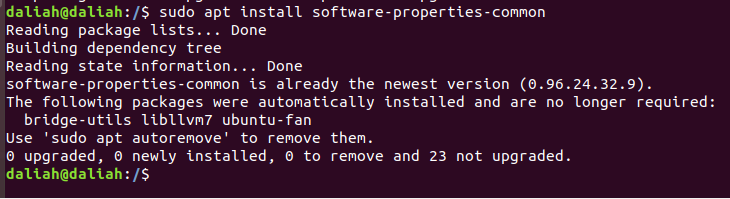 daliah@daliah:/$ sudo apt install software-properties-common
Reading package lists... Done
Building dependency tree
Reading state information... Done
software-properties-common is already the newest version (0.96.24.32.9).
The following packages were automatically installed and are no longer required:
  bridge-utils libllvm7 ubuntu-fan
Use 'sudo apt autoremove' to remove them.
0 upgraded, 0 newly installed, 0 to remove and 23 not upgraded.
daliah@daliah:/$